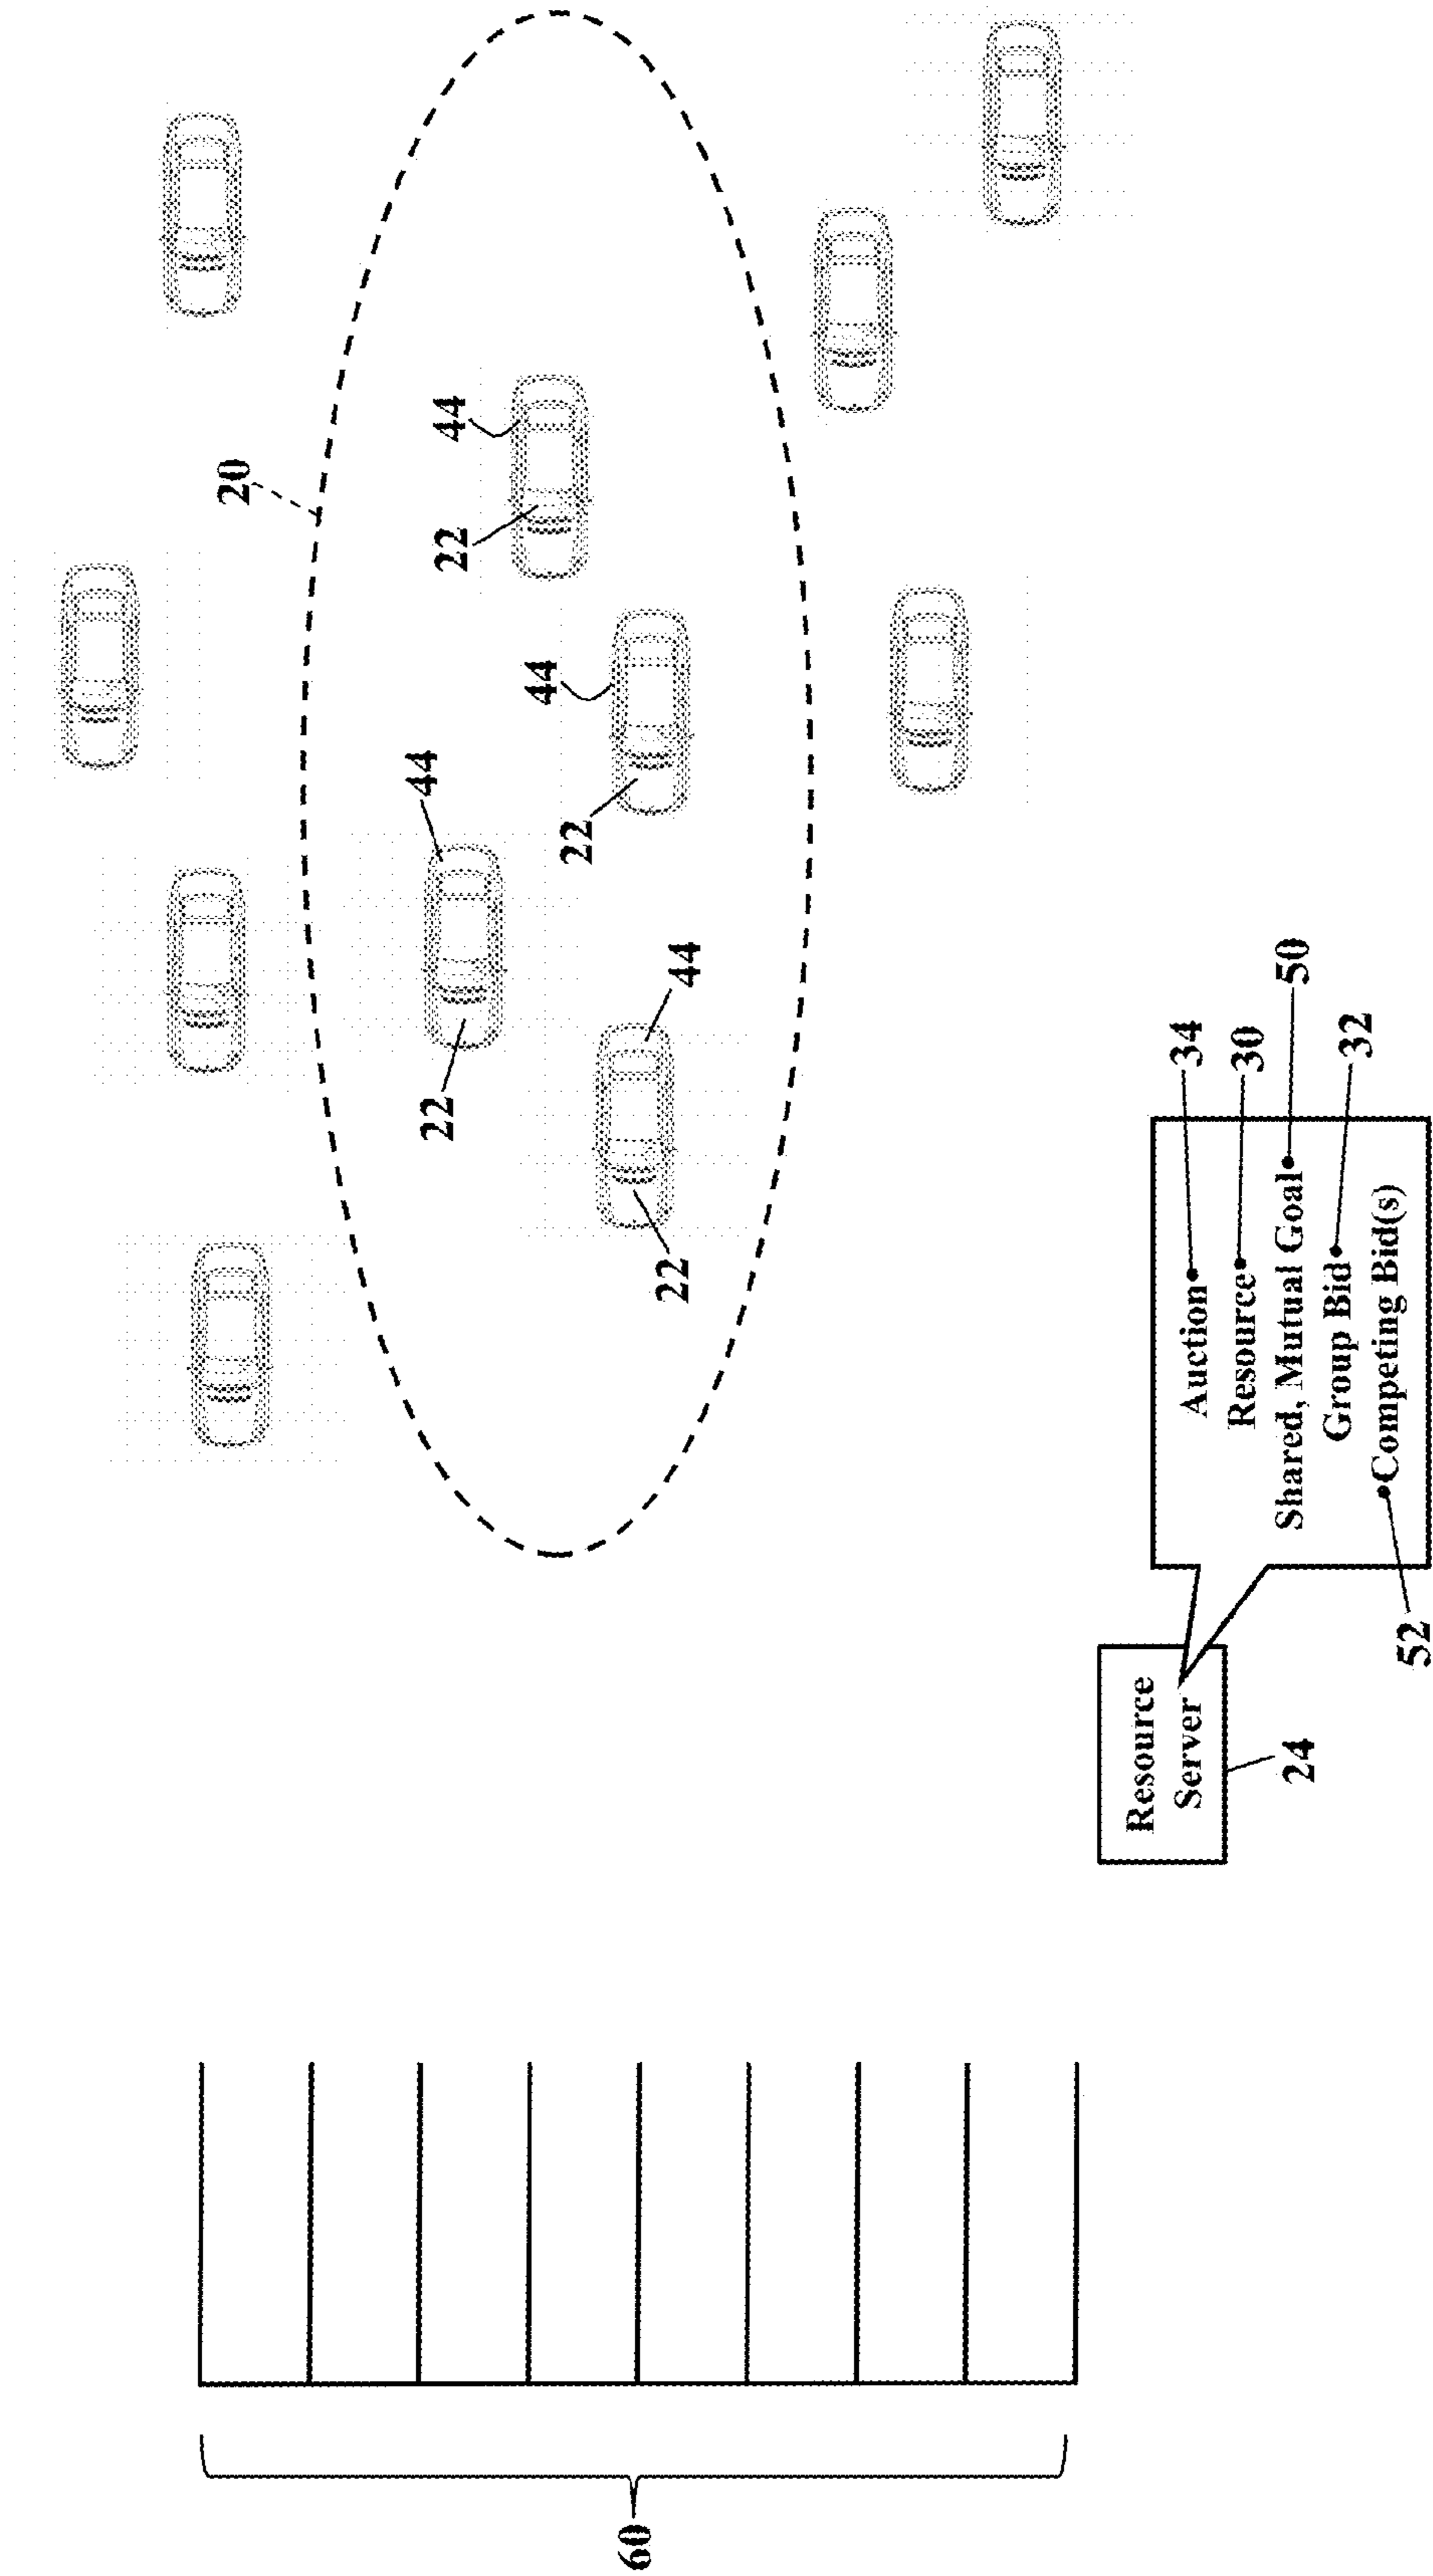 20
44
22
44
22
44
22
44
22
60
Resource
Server
24
Auction
34
Resource
30
Shared, Mutual Goal
50
Group Bid
32
Competing Bid(s)
52